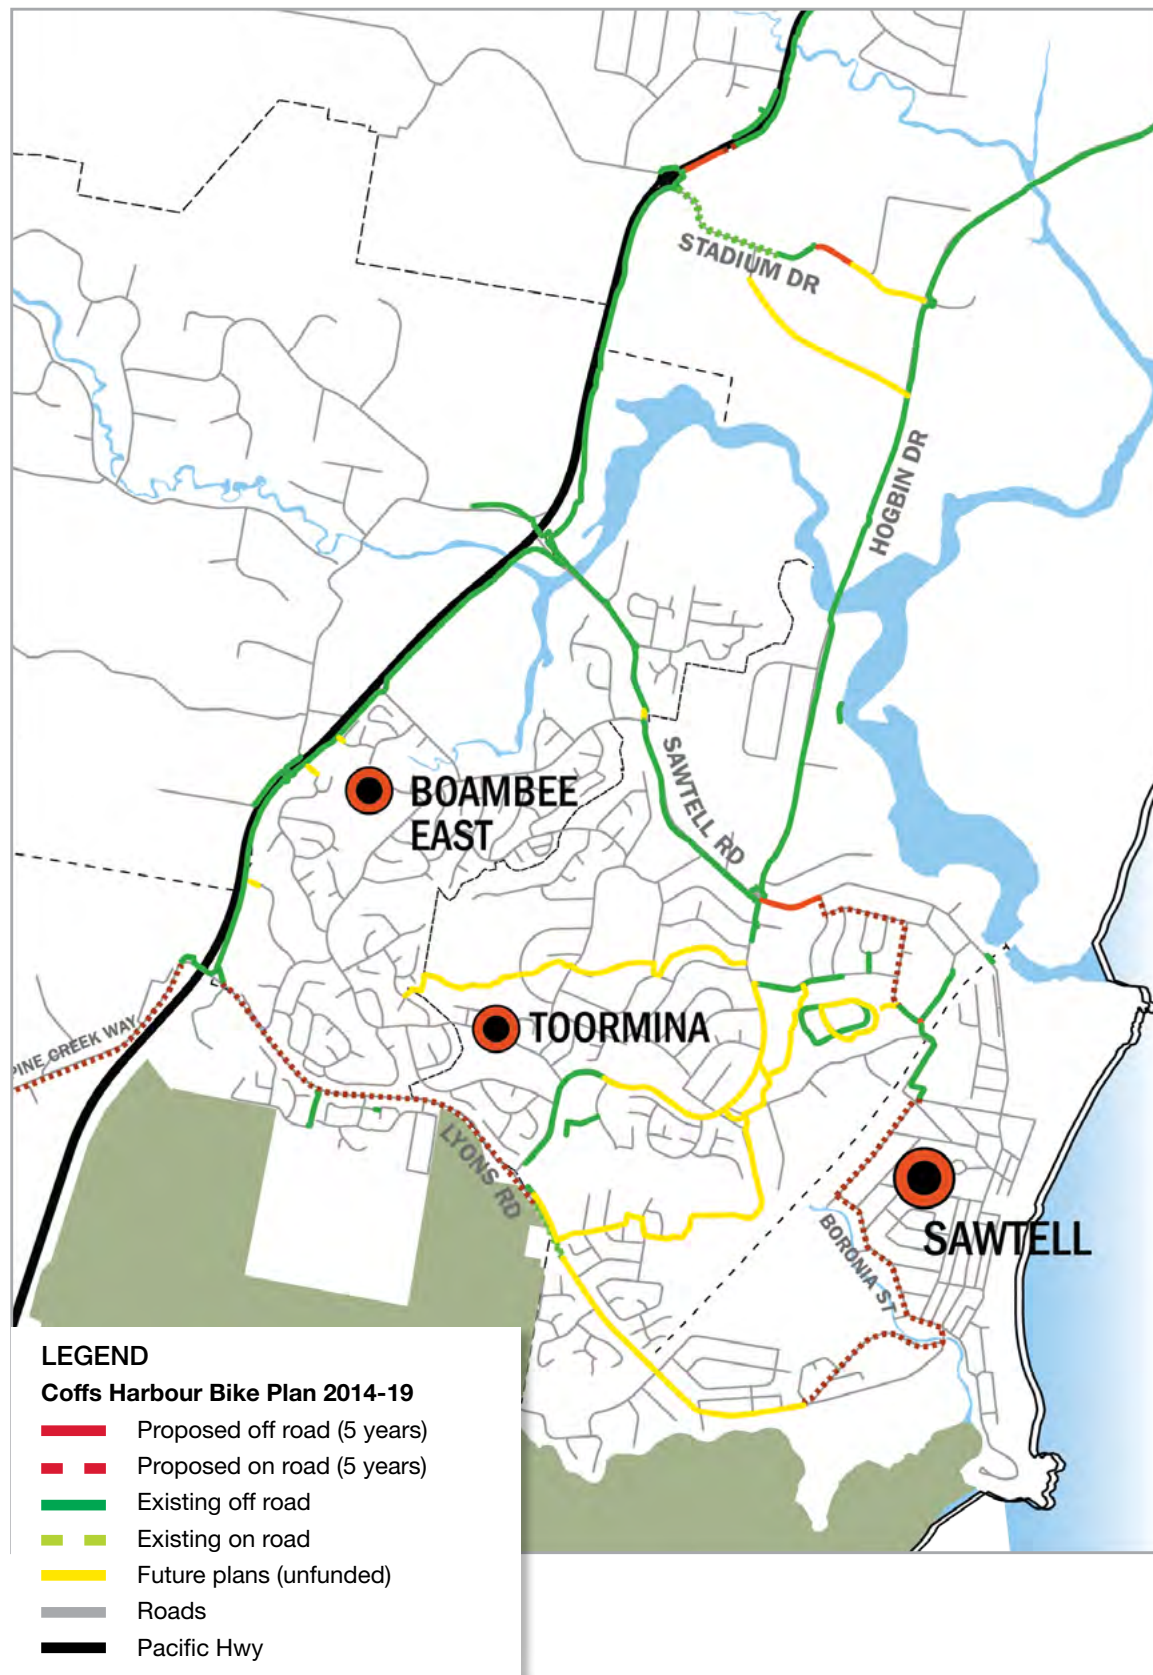 STADIUM DR
HOGBIN DR
SAWTELL RD
BOAMBEE
EAST
TOORMINA
PINE CREEK WAY
LYONS RD
BORONIA ST
SAWTELL
LEGEND
Coffs Harbour Bike Plan 2014-19
Proposed off road (5 years)
Proposed on road (5 years)
Existing off road
Existing on road
Future plans (unfunded)
Roads
Pacific Hwy